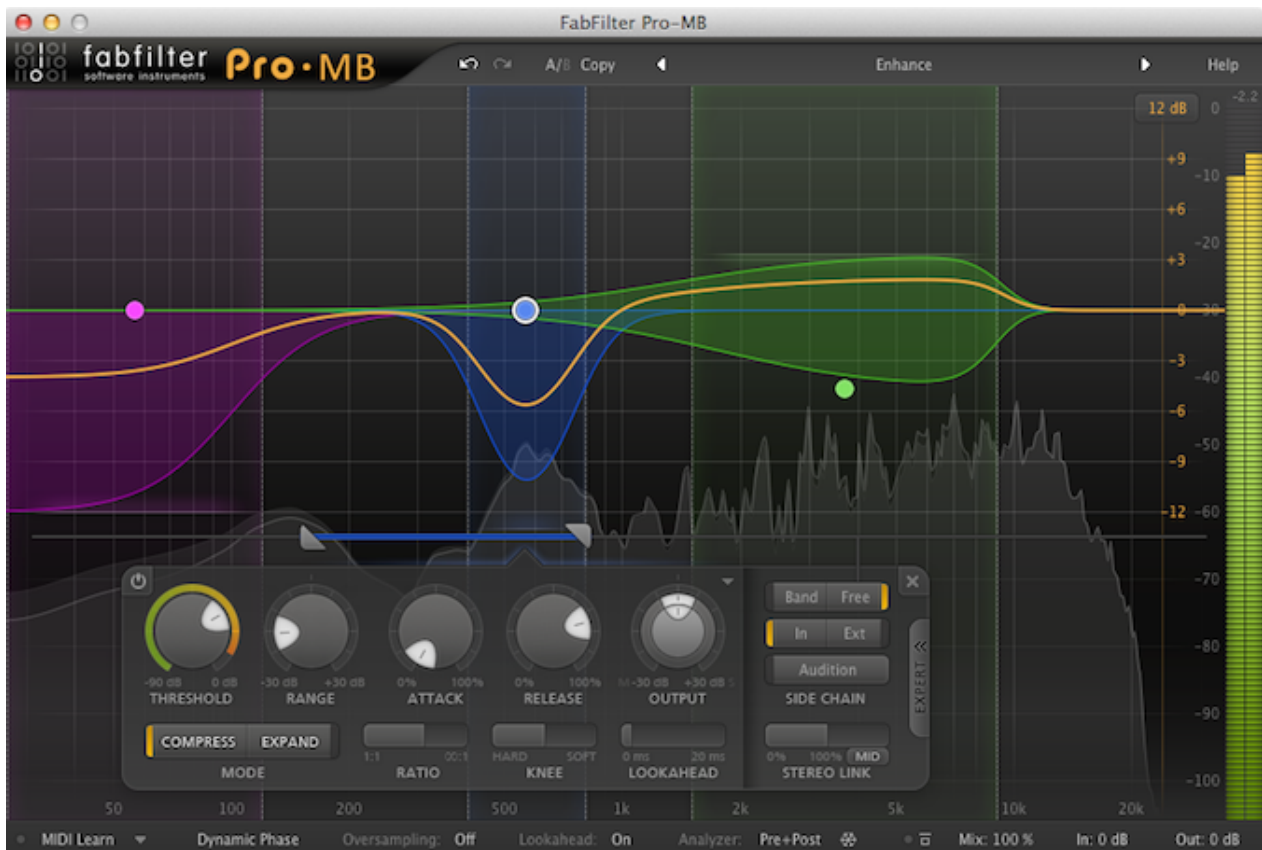 FabFilter Pro-MB
fabfilter
software instruments
Pro·MB
A/B Copy
Enhance
Help
12 dB 0 -2.2
+9 -10
+6
-20
+3
0 -30
-3
-40
-6
-50
-9
-12 -60
-70
-80
-90
-100
-90 dB 0 dB
THRESHOLD
-30 dB +30 dB
RANGE
0% 100%
ATTACK
0% 100%
RELEASE
M -30 dB +30 dB S
OUTPUT
Band Free
In Ext
Audition
SIDE CHAIN
EXPERT
COMPRESS EXPAND
MODE
1:1 ∞:1
RATIO
HARD SOFT
KNEE
0 ms 20 ms
LOOKAHEAD
0% 100% MID
STEREO LINK
50 100 200 500 1k 2k 5k 10k 20k
MIDI Learn Dynamic Phase Oversampling: Off Lookahead: On Analyzer: Pre+Post Mix: 100 % In: 0 dB Out: 0 dB